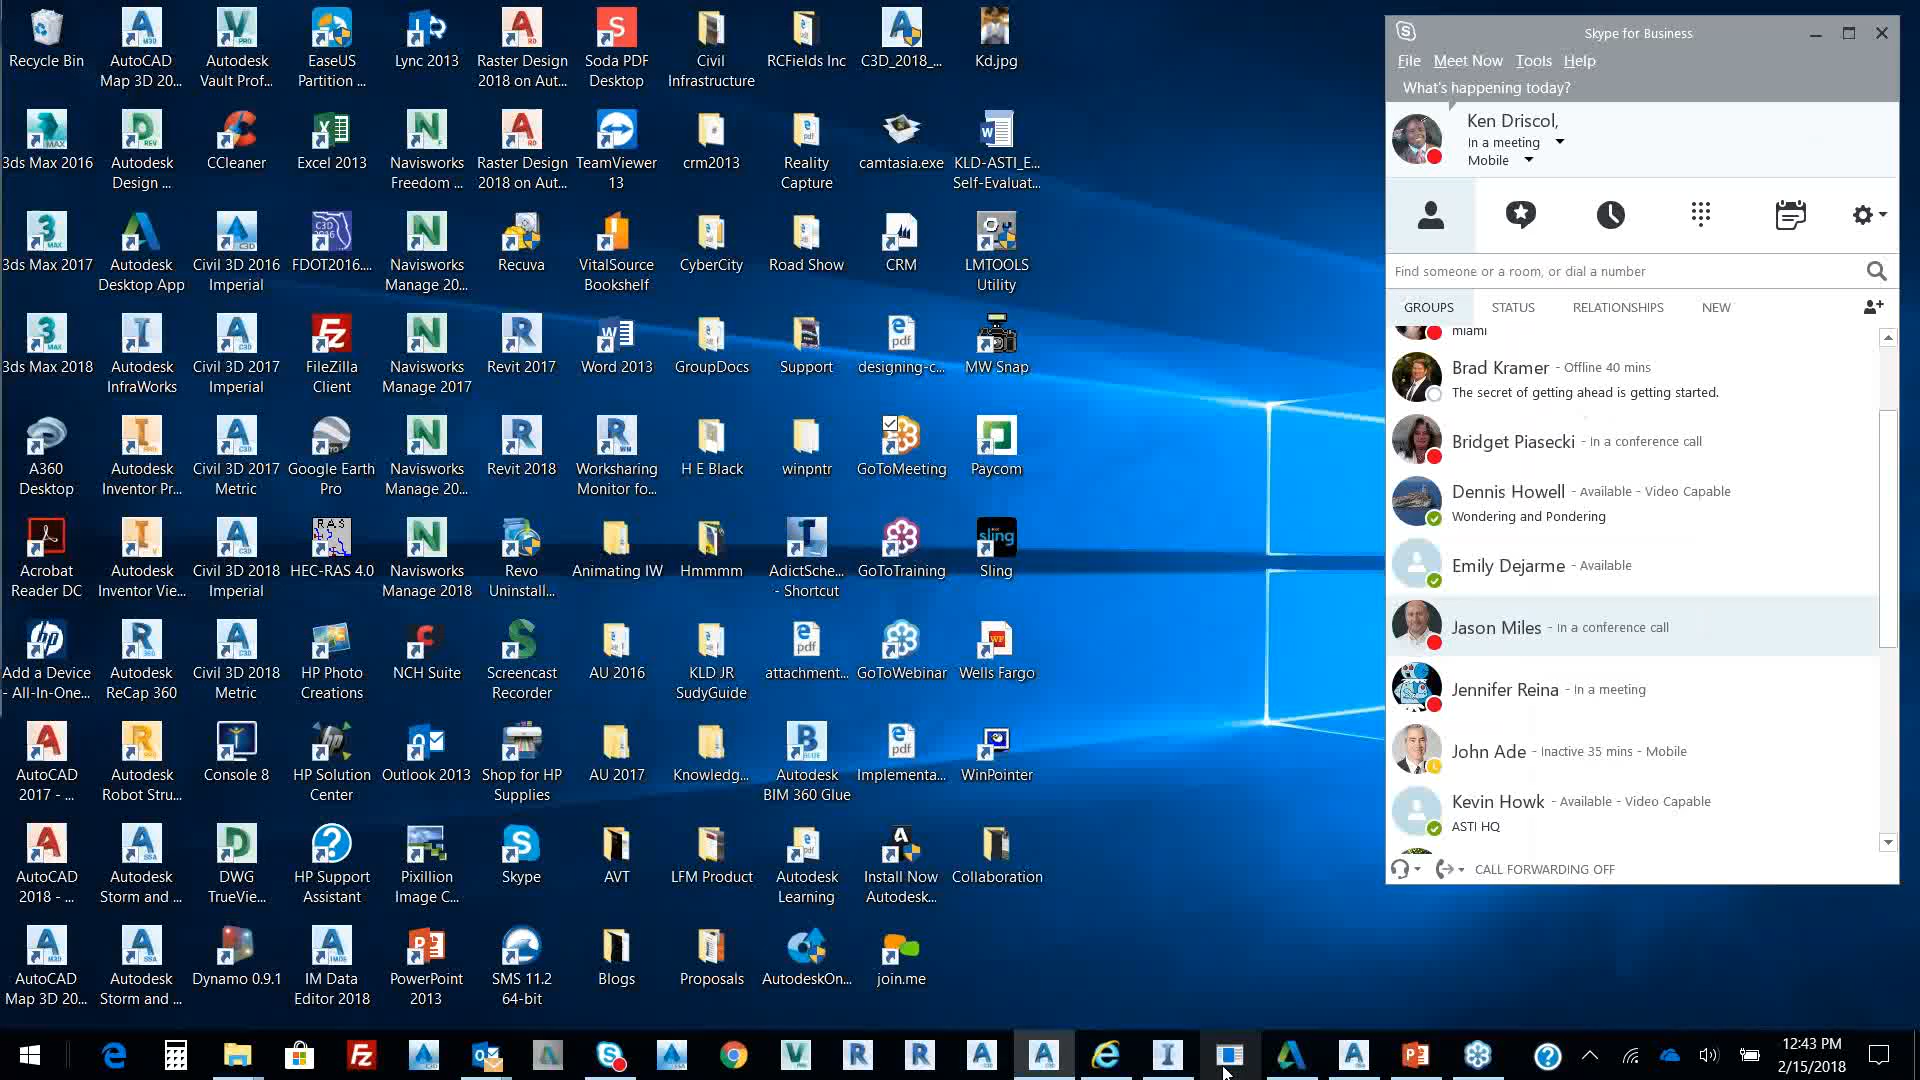 Recycle Bin
AutoCAD
Map 3D 20...
Autodesk
Vault Prof...
EaseUS
Partition ...
Lync 2013
Raster Design
2018 on Aut...
Soda PDF
Desktop
Civil
Infrastructure
RCFields Inc
C3D_2018_...
Kd.jpg
3ds Max 2016
Autodesk
Design ...
CCleaner
Excel 2013
Navisworks
Freedom ...
Raster Design
2018 on Aut...
TeamViewer
13
crm2013
Reality
Capture
camtasia.exe
KLD-ASTI_E...
Self-Evaluat...
3ds Max 2017
Autodesk
Desktop App
Civil 3D 2016
Imperial
FDOT2016....
Navisworks
Manage 20...
Recuva
VitalSource
Bookshelf
CyberCity
Road Show
CRM
LMTOOLS
Utility
3ds Max 2018
Autodesk
InfraWorks
Civil 3D 2017
Imperial
FileZilla
Client
Navisworks
Manage 2017
Revit 2017
Word 2013
GroupDocs
Support
designing-c...
MW Snap
A360
Desktop
Autodesk
Inventor Pr...
Civil 3D 2017
Metric
Google Earth
Pro
Navisworks
Manage 20...
Revit 2018
Worksharing
Monitor fo...
H E Black
winpntr
GoToMeeting
Paycom
Acrobat
Reader DC
Autodesk
Inventor Vie...
Civil 3D 2018
Imperial
HEC-RAS 4.0
Navisworks
Manage 2018
Revo
Uninstall...
Animating IW
Hmmmm
AdictSche...
- Shortcut
GoToTraining
sling
Sling
Add a Device
- All-In-One...
Autodesk
ReCap 360
Civil 3D 2018
Metric
HP Photo
Creations
NCH Suite
Screencast
Recorder
AU 2016
KLD JR
SudyGuide
attachment...
GoToWebinar
Wells Fargo
AutoCAD
2017 - ...
Autodesk
Robot Stru...
Console 8
HP Solution
Center
Outlook 2013
Shop for HP
Supplies
AU 2017
Knowledg...
Autodesk
BIM 360 Glue
Implementa...
WinPointer
AutoCAD
2018 - ...
Autodesk
Storm and ...
DWG
TrueVie...
HP Support
Assistant
Pixillion
Image C...
Skype
AVT
LFM Product
Autodesk
Learning
Install Now
Autodesk...
Collaboration
AutoCAD
Map 3D 20...
Autodesk
Storm and ...
Dynamo 0.9.1
IM Data
Editor 2018
PowerPoint
2013
SMS 11.2
64-bit
Blogs
Proposals
AutodeskOn...
join.me
Skype for Business
File Meet Now Tools Help
What's happening today?
Ken Driscol,
In a meeting
Mobile
Find someone or a room, or dial a number
GROUPS STATUS RELATIONSHIPS NEW
miami
Brad Kramer - Offline 40 mins
The secret of getting ahead is getting started.
Bridget Piasecki - In a conference call
Dennis Howell - Available - Video Capable
Wondering and Pondering
Emily Dejarme - Available
Jason Miles - In a conference call
Jennifer Reina - In a meeting
John Ade - Inactive 35 mins - Mobile
Kevin Howk - Available - Video Capable
ASTI HQ
CALL FORWARDING OFF
12:43 PM
2/15/2018